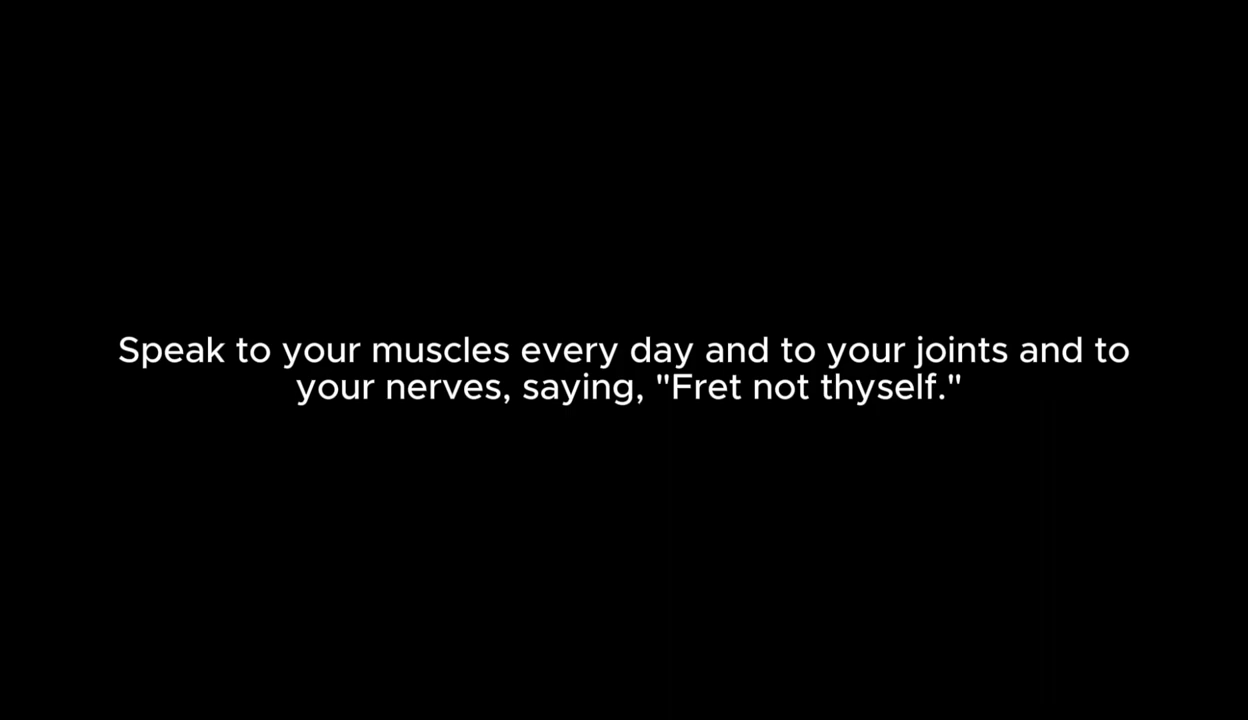 Speak to your muscles every day and to your joints and to
your nerves, saying, "Fret not thyself."